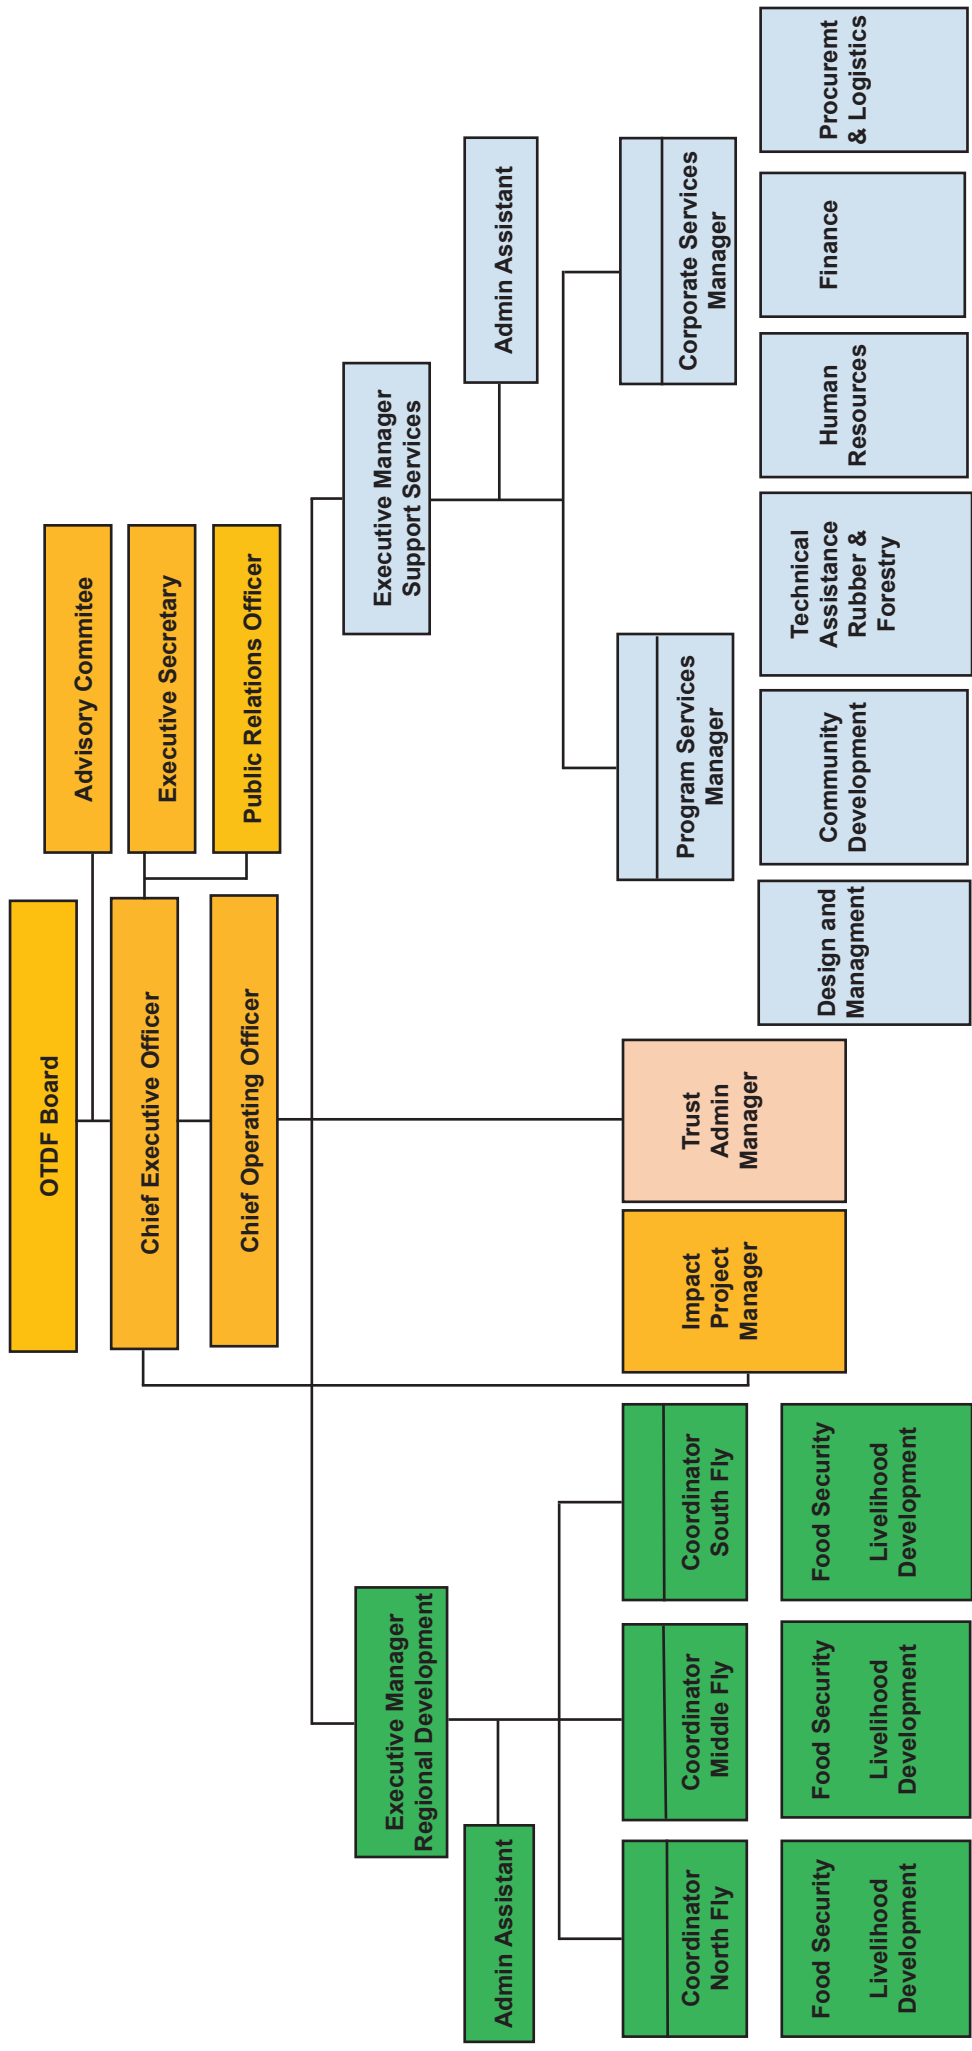 OTDF Board
Advisory Commitee
Chief Executive Officer
Executive Secretary
Chief Operating Officer
Public Relations Officer
Executive Manager
Regional Development
Executive Manager
Support Services
Admin Assistant
Admin Assistant
Coordinator
North Fly
Coordinator
Middle Fly
Coordinator
South Fly
Impact
Project
Manager
Trust
Admin
Manager
Program Services
Manager
Corporate Services
Manager
Food Security
Livelihood
Development
Food Security
Livelihood
Development
Food Security
Livelihood
Development
Design and
Managment
Community
Development
Technical
Assistance
Rubber &
Forestry
Human
Resources
Finance
Procuremt
& Logistics